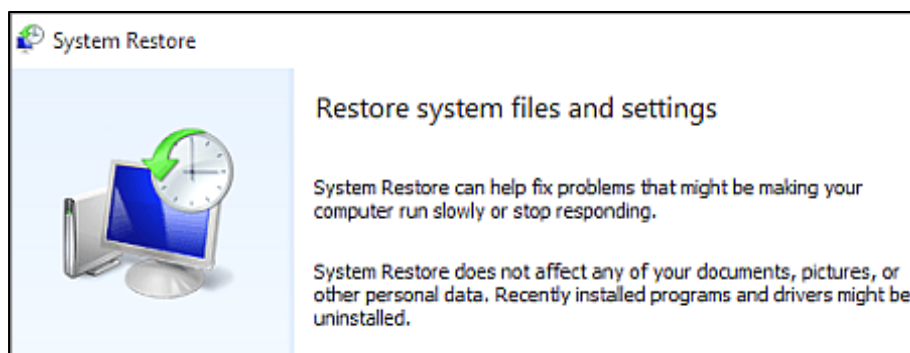 System Restore
Restore system files and settings
System Restore can help fix problems that might be making your
computer run slowly or stop responding.
System Restore does not affect any of your documents, pictures, or
other personal data. Recently installed programs and drivers might be
uninstalled.